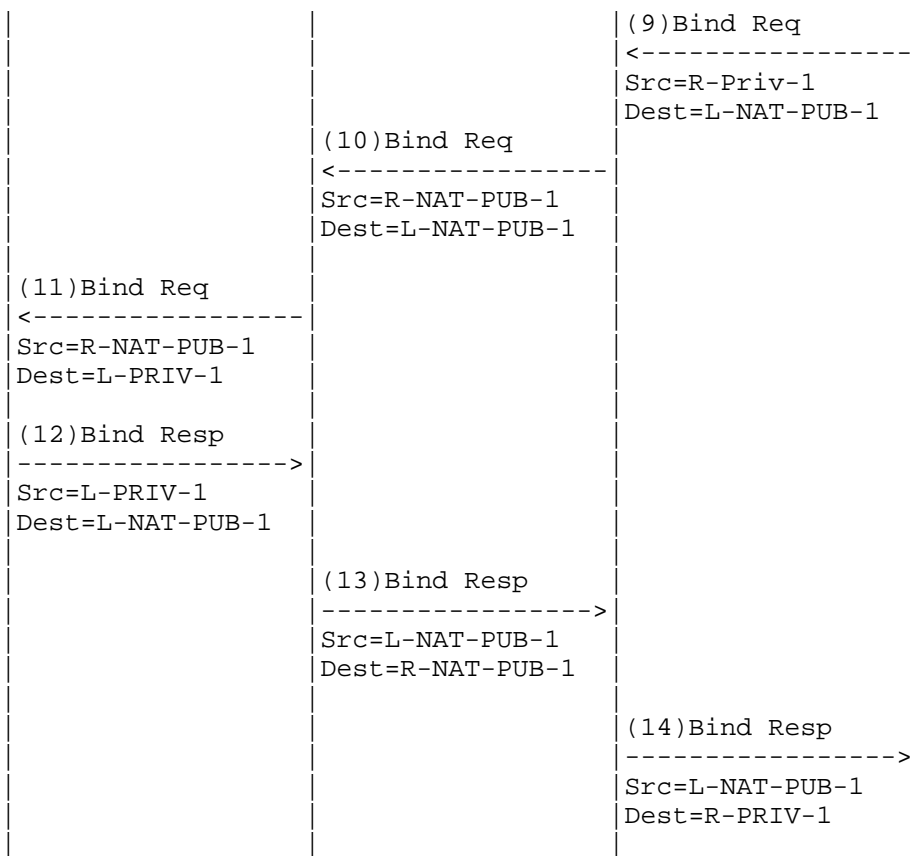 (9)Bind Req
<-----------------
Src=R-Priv-1
Dest=L-NAT-PUB-1
(10)Bind Req
<-----------------
Src=R-NAT-PUB-1
Dest=L-NAT-PUB-1
(11)Bind Req
<-----------------
Src=R-NAT-PUB-1
Dest=L-PRIV-1
(12)Bind Resp
----------------->
Src=L-PRIV-1
Dest=L-NAT-PUB-1
(13)Bind Resp
----------------->
Src=L-NAT-PUB-1
Dest=R-NAT-PUB-1
(14)Bind Resp
----------------->
Src=L-NAT-PUB-1
Dest=R-PRIV-1